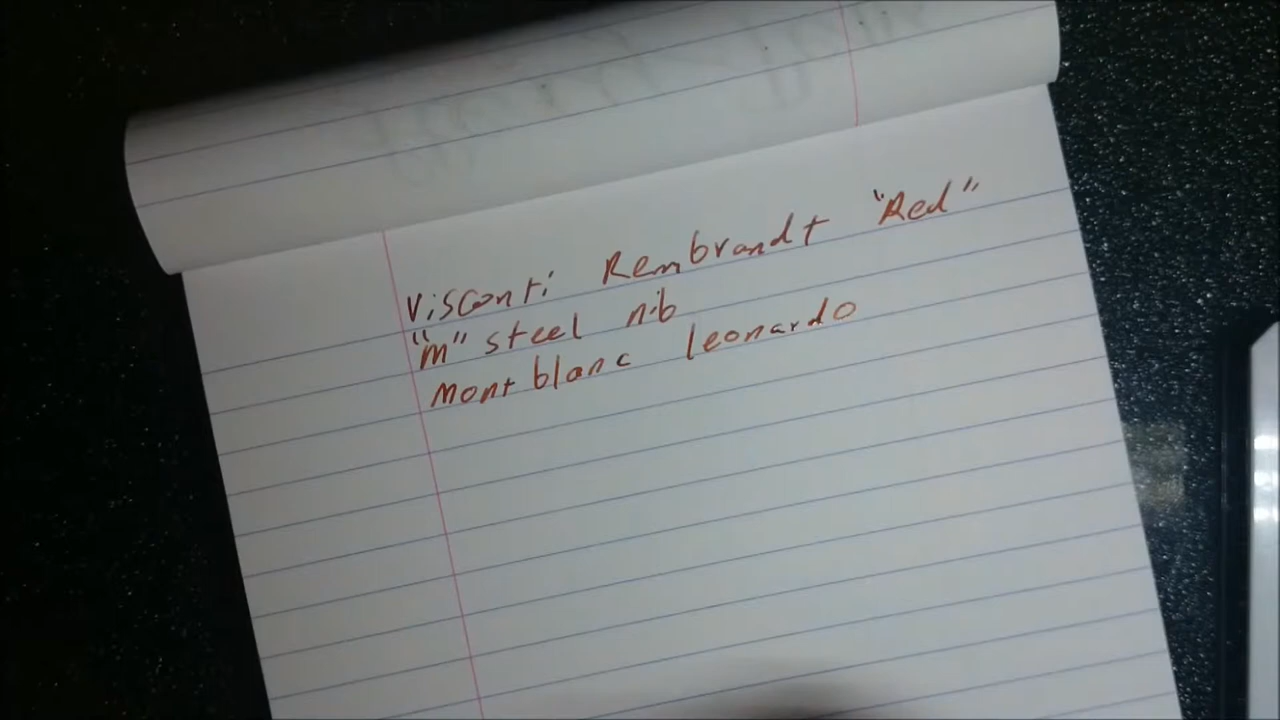 Visconti Rembrandt "Red"
"m" steel nib
mont blanc leonardo